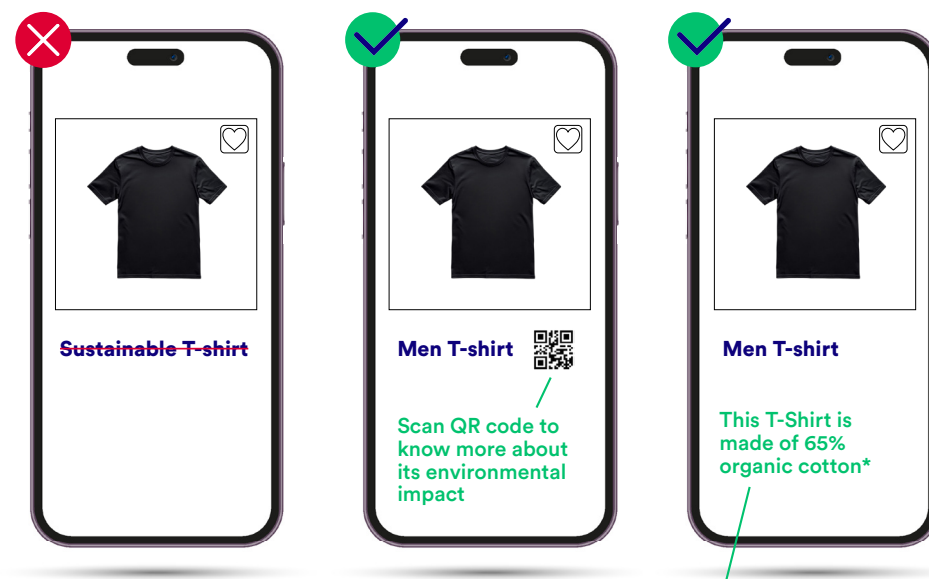 Sustainable T-shirt
Men T-shirt
Scan QR code to
know more about
its environmental
impact
Men T-shirt
This T-Shirt is
made of 65%
organic cotton*